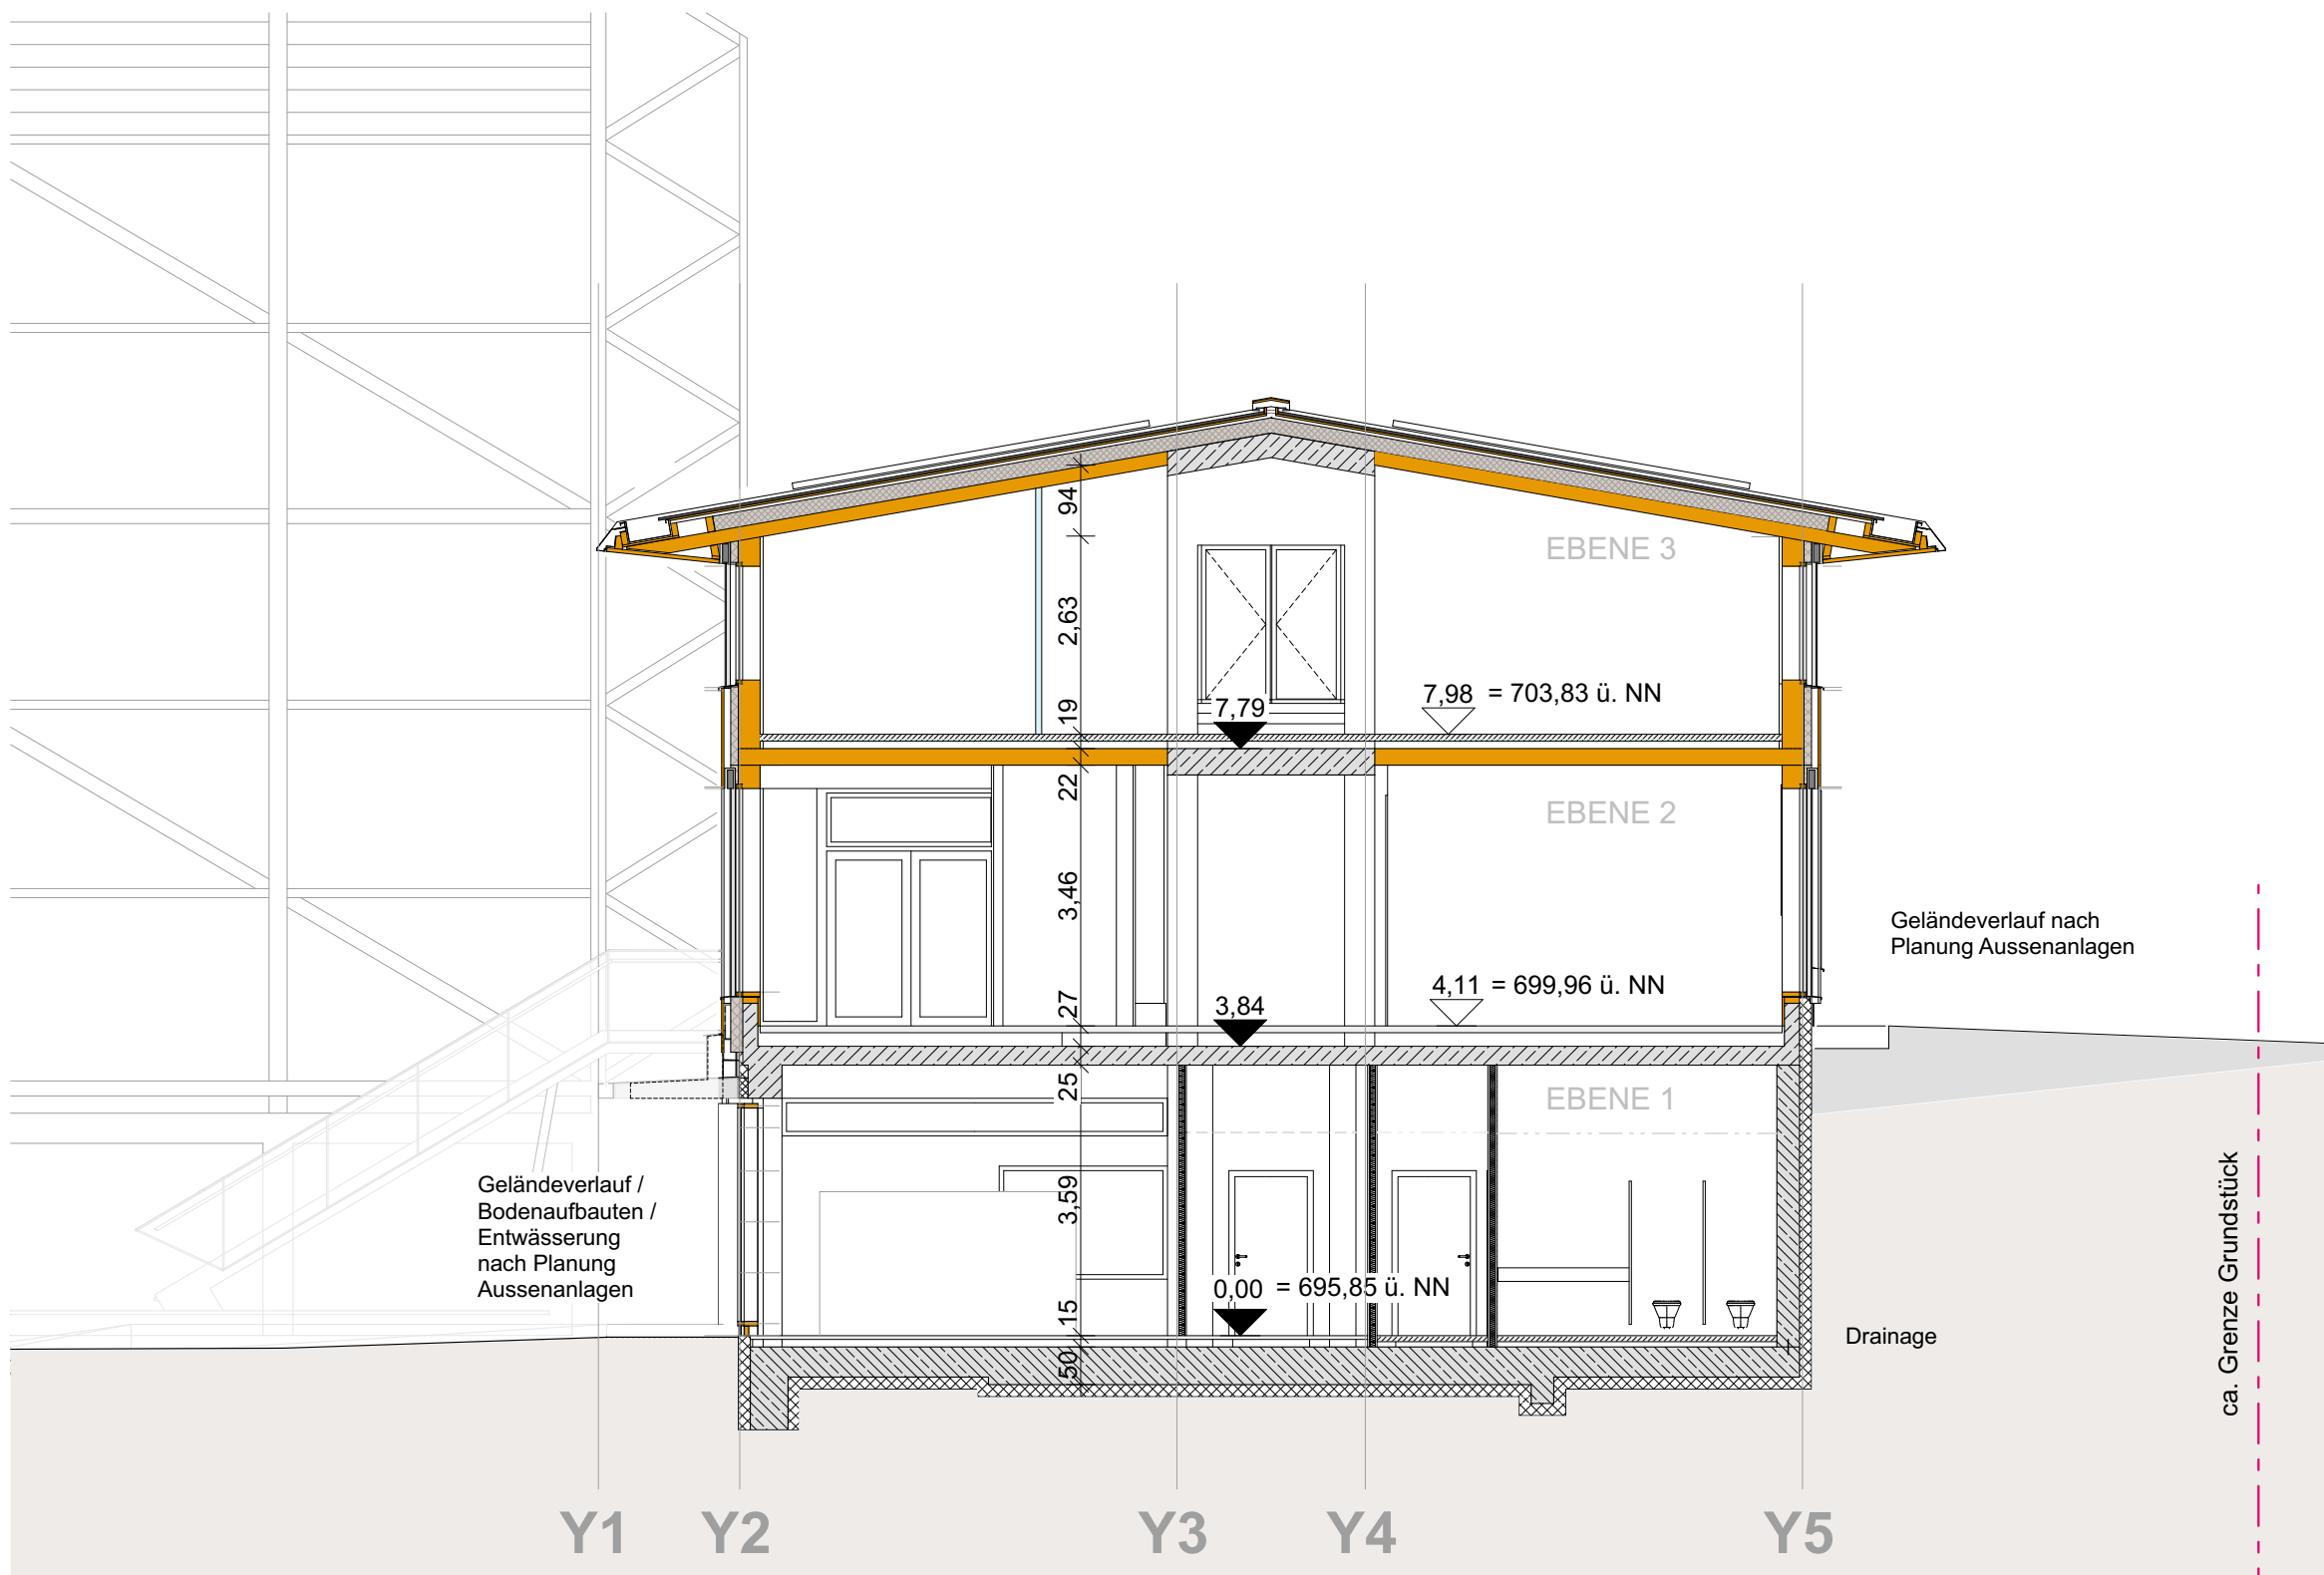 94
EBENE 3
2,63
7,98 = 703,83 ü. NN
19
7,79
22
EBENE 2
3,46
Geländeverlauf nach
Planung Aussenanlagen
4,11 = 699,96 ü. NN
27
3,84
25
EBENE 1
Geländeverlauf /
Bodenaufbauten /
Entwässerung
nach Planung
Aussenanlagen
3,59
0,00 = 695,85 ü. NN
15
Drainage
50
ca. Grenze Grundstück
Y1 Y2 Y3 Y4 Y5